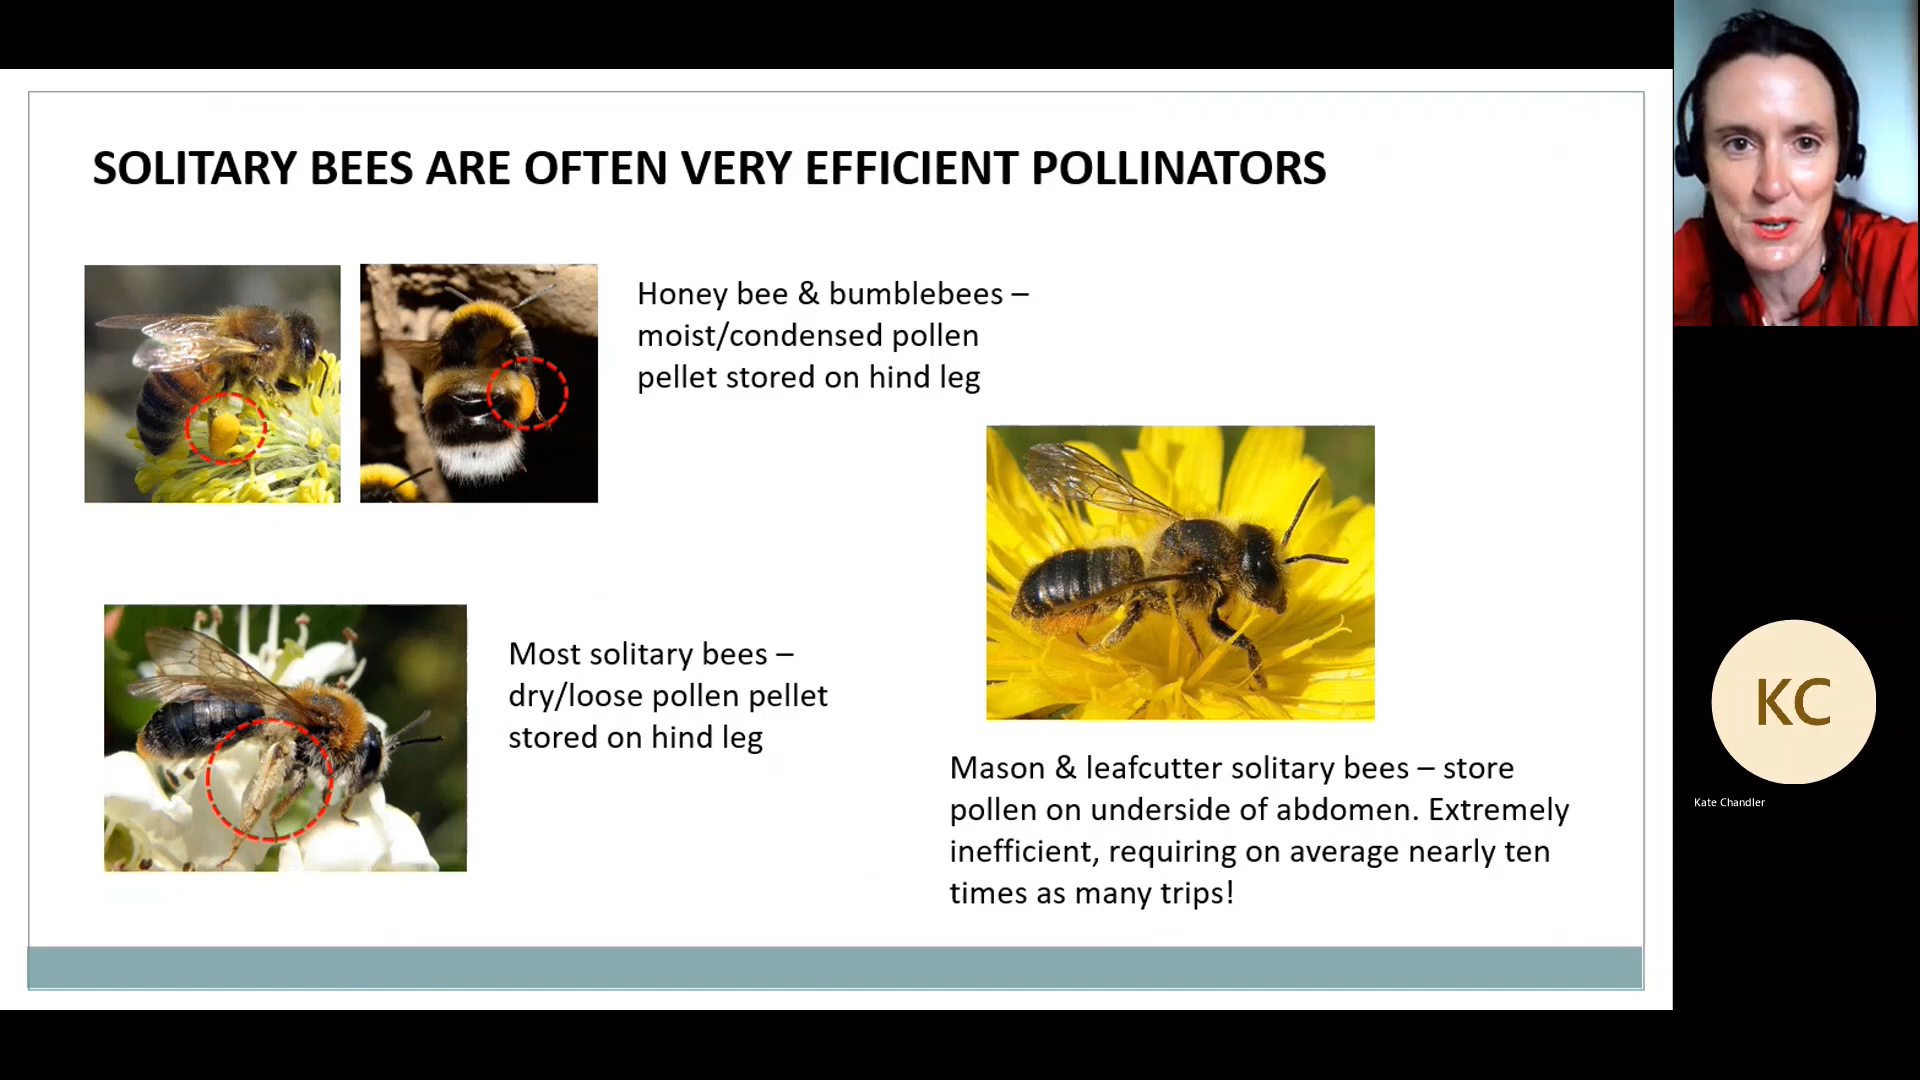 SOLITARY BEES ARE OFTEN VERY EFFICIENT POLLINATORS
Honey bee & bumblebees –
moist/condensed pollen
pellet stored on hind leg
Most solitary bees –
dry/loose pollen pellet
stored on hind leg
Mason & leafcutter solitary bees – store
pollen on underside of abdomen. Extremely
inefficient, requiring on average nearly ten
times as many trips!
KC
Kate Chandler